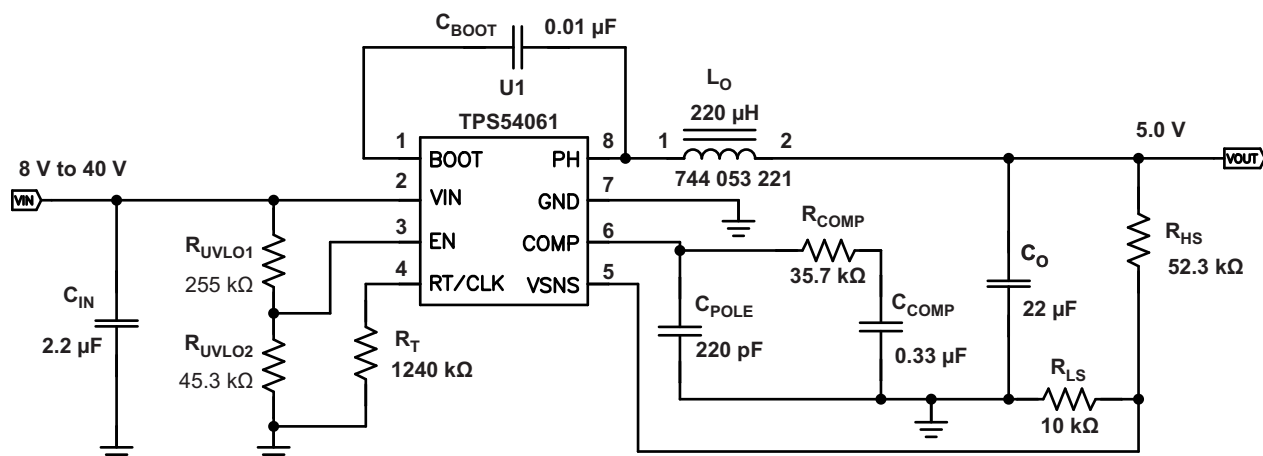 C_BOOT 0.01 µF
U1
TPS54061
L_O
220 µH
1 BOOT PH 8 1 2
744 053 221
5.0 V
VOUT
8 V to 40 V
VIN
2 VIN GND 7
3 EN COMP 6
4 RT/CLK VSNS 5
R_UVLO1
255 kΩ
C_IN
2.2 µF
R_UVLO2
45.3 kΩ
R_T
1240 kΩ
R_COMP
35.7 kΩ
C_POLE
220 pF
C_COMP
0.33 µF
C_O
22 µF
R_HS
52.3 kΩ
R_LS
10 kΩ